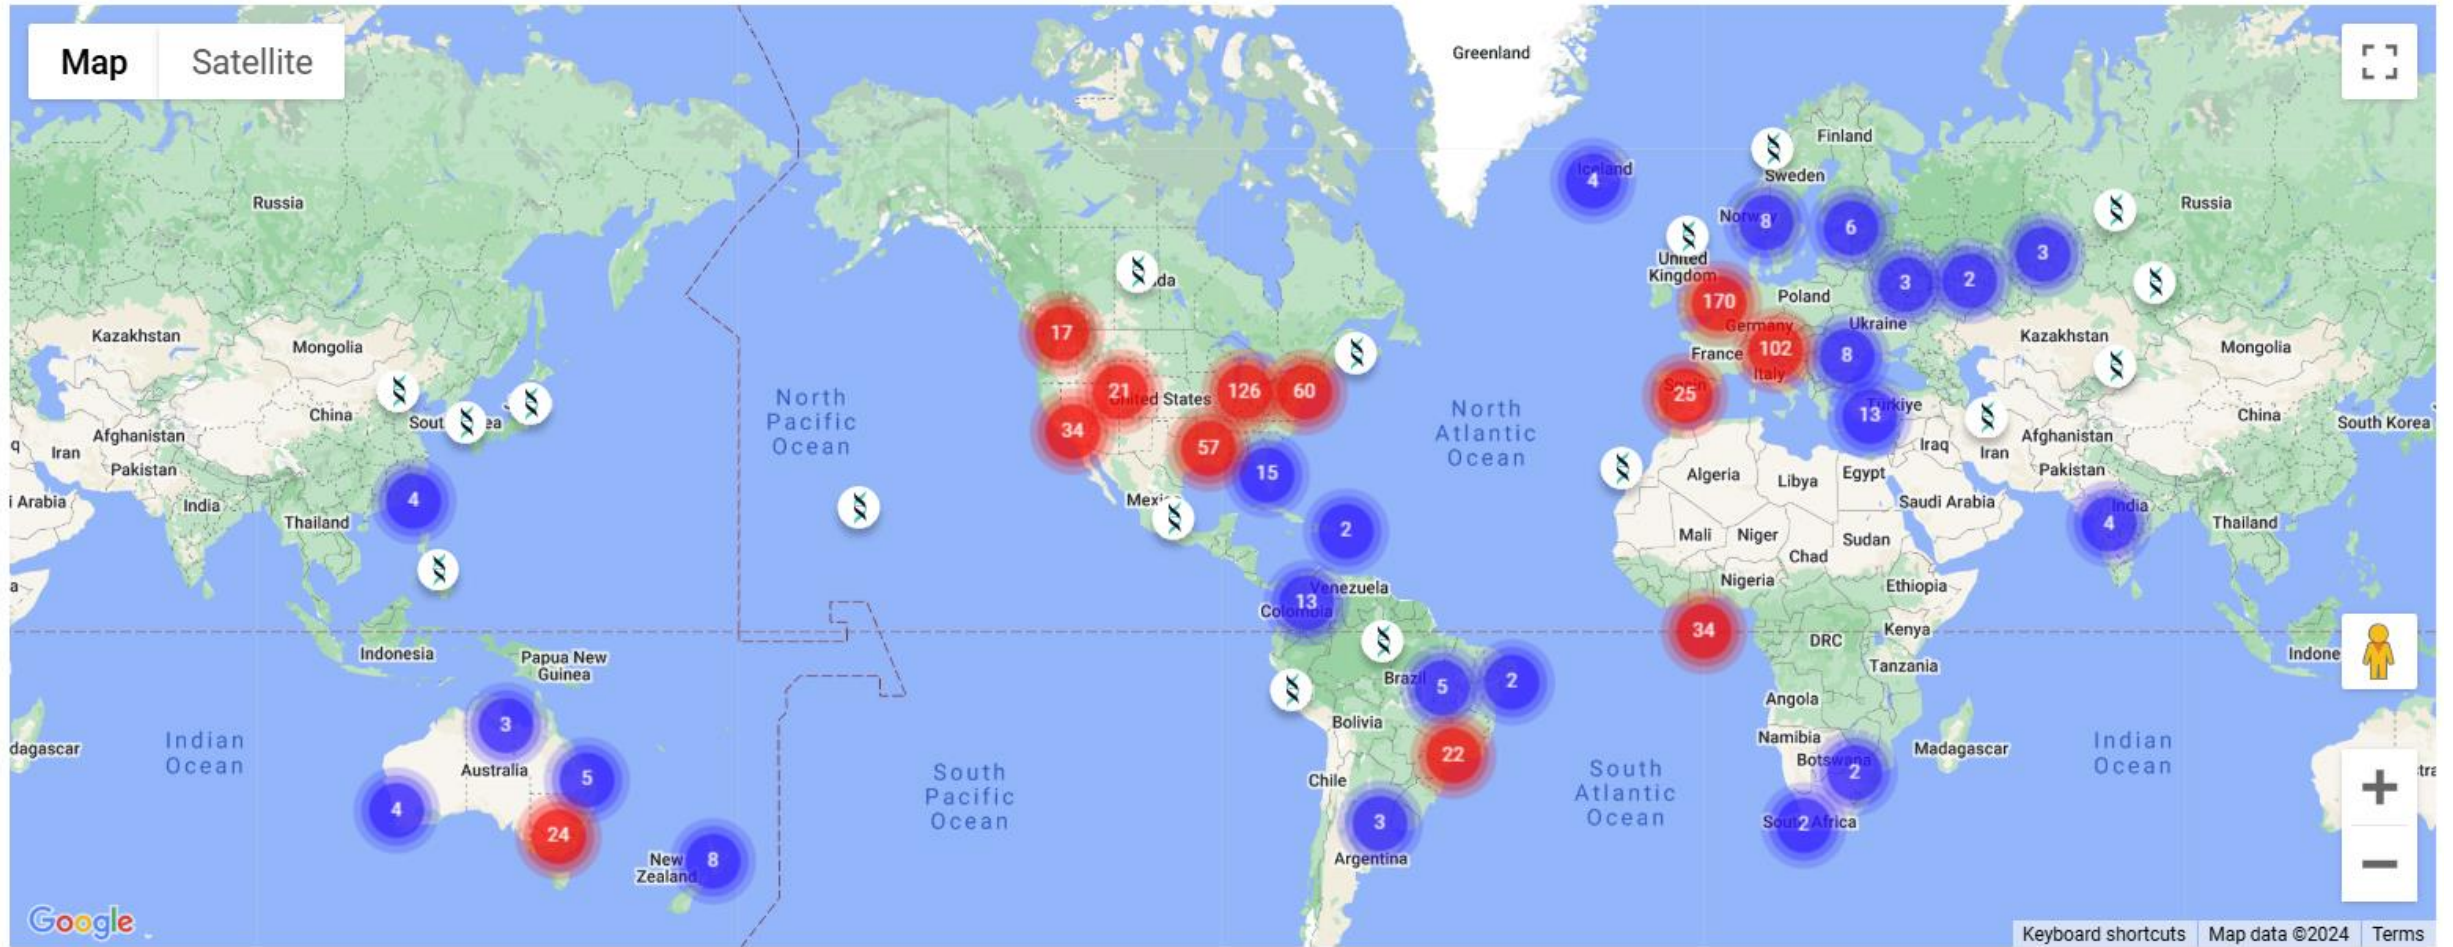 Map
Satellite
Greenland
Iceland
4
Finland
Sweden
Russia
Russia
Norway
8
6
3
3
2
United
Kingdom
170
Poland
Germany
Ukraine
France
102
8
Italy
Spain
25
Türkiye
13
Kazakhstan
Mongolia
Kazakhstan
Mongolia
17
21
United States
126
60
34
57
15
North
Pacific
Ocean
North
Atlantic
Ocean
China
Afghanistan
Iran
Pakistan
i Arabia
India
Thailand
4
Iraq
Iran
Afghanistan
Pakistan
China
South Korea
Algeria
Libya
Egypt
Saudi Arabia
India
4
Thailand
Mali
Niger
Chad
Sudan
Nigeria
Ethiopia
2
Venezuela
13
Colombia
34
DRC
Kenya
Tanzania
Angola
Indonesia
Papua New
Guinea
Indone
Brazil
5
2
Bolivia
22
Chile
3
Argentina
Namibia
Botswana
2
Madagascar
South Africa
2
dagascar
Indian
Ocean
3
Australia
5
4
24
New
Zealand
8
South
Pacific
Ocean
South
Atlantic
Ocean
Indian
Ocean
Google
Keyboard shortcuts
Map data ©2024
Terms